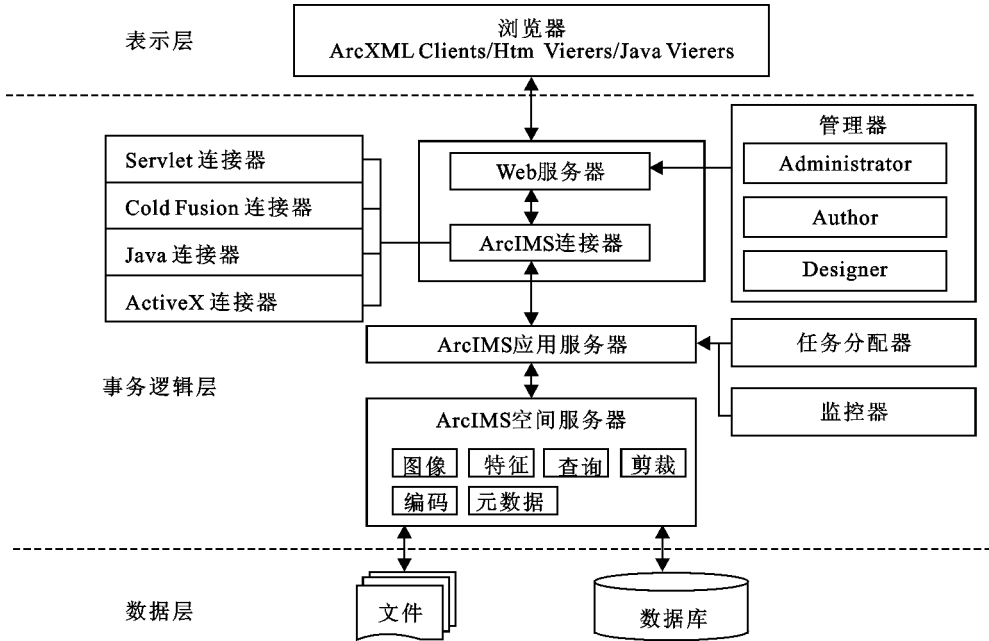 浏览器
表示层
ArcXML Clients/Htm Vierers/Java Vierers
管理器
Servlet 连接器
Web服务器
Administrator
Cold Fusion 连接器
Author
ArcIMS连接器
Java 连接器
Designer
ActiveX 连接器
ArcIMS应用服务器
任务分配器
事务逻辑层
ArcIMS空间服务器
监控器
图像
特征
查询
剪裁
编码
元数据
数据层
文件
数据库